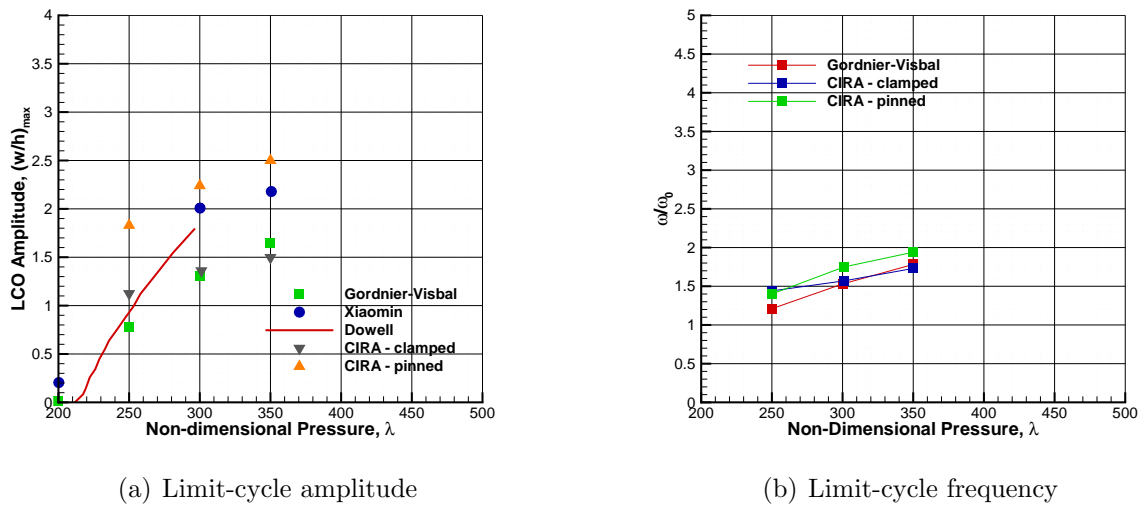 4
3.5
3
2.5
2
1.5
1
0.5
0
200 250 300 350 400 450 500
LCO Amplitude, (w/h)max
Non-dimensional Pressure, λ
Gordnier-Visbal
Xiaomin
Dowell
CIRA - clamped
CIRA - pinned
(a) Limit-cycle amplitude
5
4.5
4
3.5
3
2.5
2
1.5
1
0.5
0
200 250 300 350 400 450 500
ω/ω0
Non-Dimensional Pressure, λ
Gordnier-Visbal
CIRA - clamped
CIRA - pinned
(b) Limit-cycle frequency